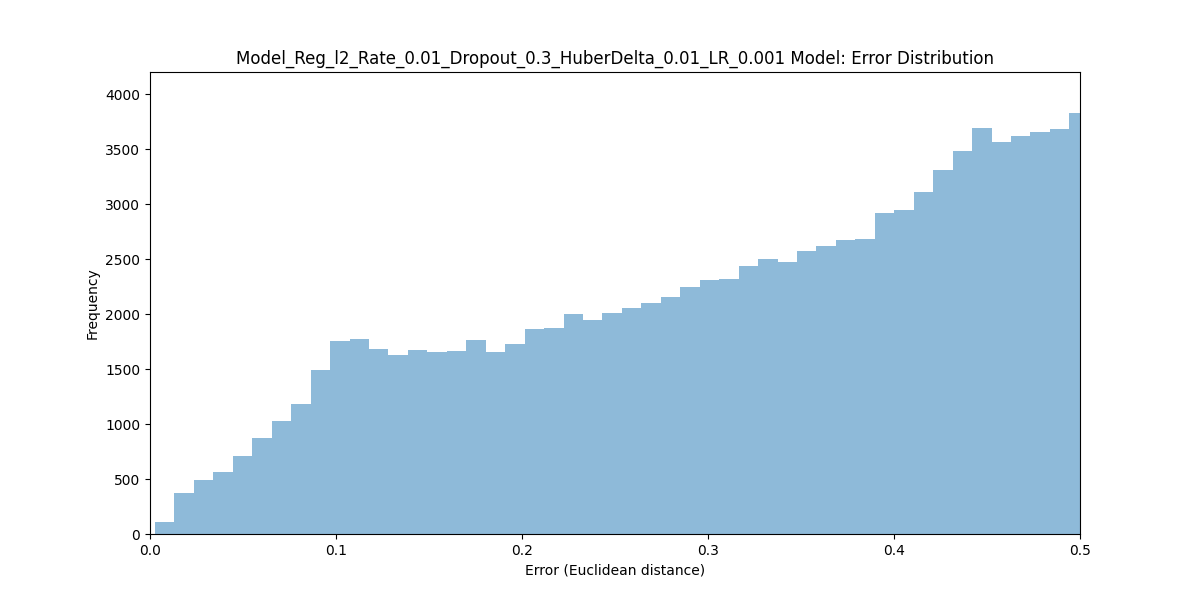 Model_Reg_l2_Rate_0.01_Dropout_0.3_HuberDelta_0.01_LR_0.001 Model: Error Distribution
4000
3500
3000
2500
2000
1500
1000
500
0
Frequency
0.0 0.1 0.2 0.3 0.4 0.5
Error (Euclidean distance)